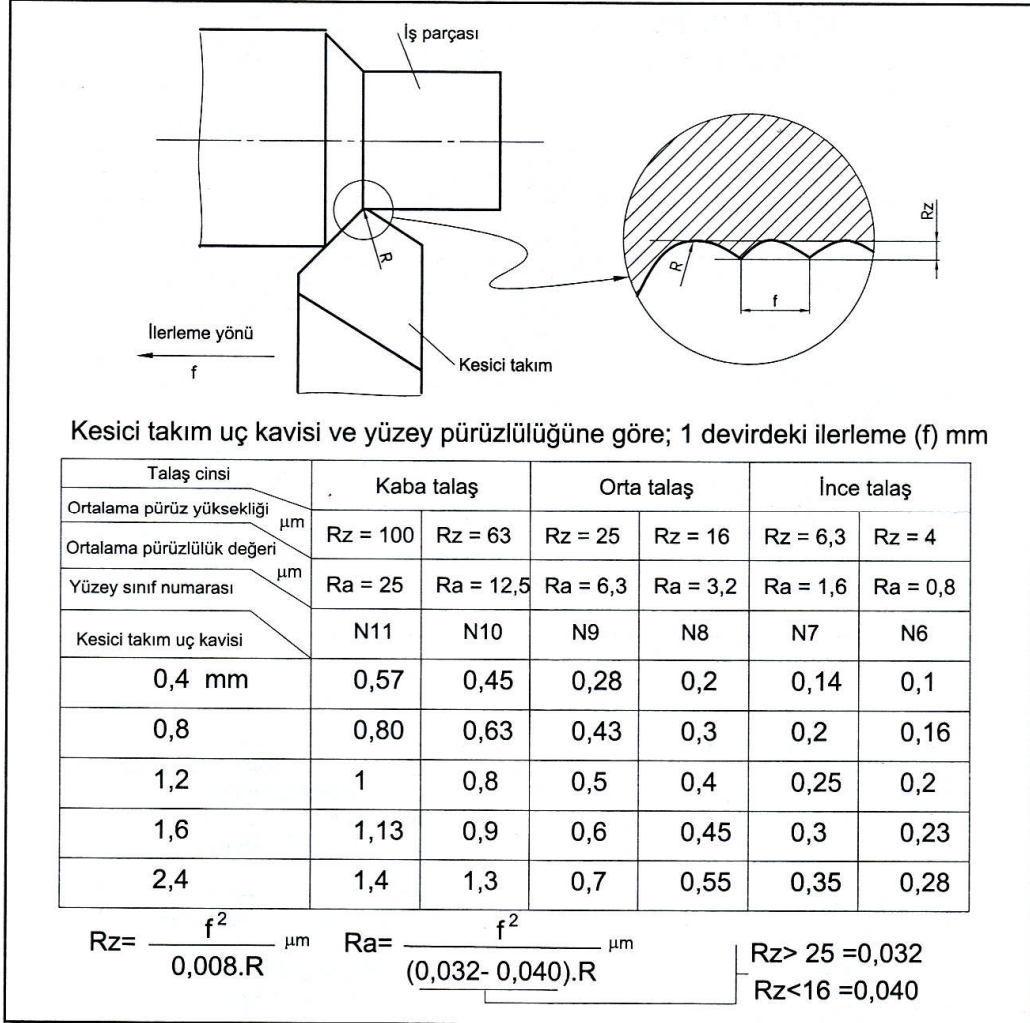 İş parçası
Rz
R
R
f
İlerleme yönü
f
Kesici takım
Kesici takım uç kavisi ve yüzey pürüzlülüğüne göre; 1 devirdeki ilerleme (f) mm
Talaş cinsi
Kaba talaş Orta talaş İnce talaş
Ortalama pürüz yüksekliği μm
Rz = 100 Rz = 63 Rz = 25 Rz = 16 Rz = 6,3 Rz = 4
Ortalama pürüzlülük değeri μm
Ra = 25 Ra = 12,5 Ra = 6,3 Ra = 3,2 Ra = 1,6 Ra = 0,8
Yüzey sınıf numarası
N11 N10 N9 N8 N7 N6
Kesici takım uç kavisi
0,4 mm 0,57 0,45 0,28 0,2 0,14 0,1
0,8 0,80 0,63 0,43 0,3 0,2 0,16
1,2 1 0,8 0,5 0,4 0,25 0,2
1,6 1,13 0,9 0,6 0,45 0,3 0,23
2,4 1,4 1,3 0,7 0,55 0,35 0,28
Rz= f² / 0,008.R μm
Ra= f² / (0,032- 0,040).R μm
Rz> 25 =0,032
Rz<16 =0,040